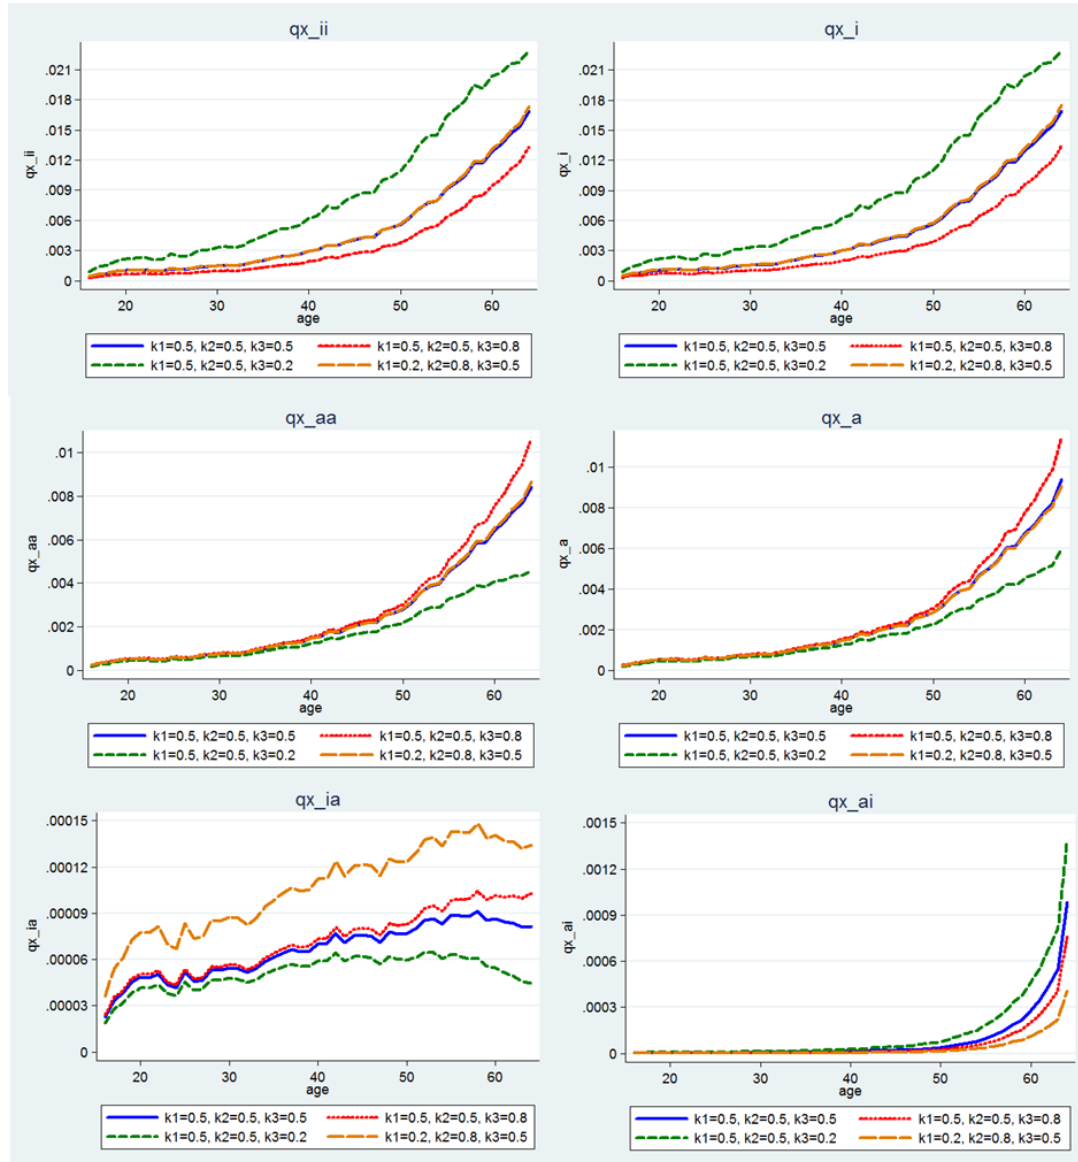 qx_ii
qx_ii
.021
.018
.015
.012
.009
.006
.003
0
20 30 40 50 60
age
k1=0.5, k2=0.5, k3=0.5 k1=0.5, k2=0.5, k3=0.8
k1=0.5, k2=0.5, k3=0.2 k1=0.2, k2=0.8, k3=0.5
qx_i
qx_i
.021
.018
.015
.012
.009
.006
.003
0
20 30 40 50 60
age
k1=0.5, k2=0.5, k3=0.5 k1=0.5, k2=0.5, k3=0.8
k1=0.5, k2=0.5, k3=0.2 k1=0.2, k2=0.8, k3=0.5
qx_aa
qx_aa
.01
.008
.006
.004
.002
0
20 30 40 50 60
age
k1=0.5, k2=0.5, k3=0.5 k1=0.5, k2=0.5, k3=0.8
k1=0.5, k2=0.5, k3=0.2 k1=0.2, k2=0.8, k3=0.5
qx_a
qx_a
.01
.008
.006
.004
.002
0
20 30 40 50 60
age
k1=0.5, k2=0.5, k3=0.5 k1=0.5, k2=0.5, k3=0.8
k1=0.5, k2=0.5, k3=0.2 k1=0.2, k2=0.8, k3=0.5
qx_ia
qx_ia
.00015
.00012
.00009
.00006
.00003
0
20 30 40 50 60
age
k1=0.5, k2=0.5, k3=0.5 k1=0.5, k2=0.5, k3=0.8
k1=0.5, k2=0.5, k3=0.2 k1=0.2, k2=0.8, k3=0.5
qx_ai
qx_ai
.0015
.0012
.0009
.0006
.0003
0
20 30 40 50 60
age
k1=0.5, k2=0.5, k3=0.5 k1=0.5, k2=0.5, k3=0.8
k1=0.5, k2=0.5, k3=0.2 k1=0.2, k2=0.8, k3=0.5